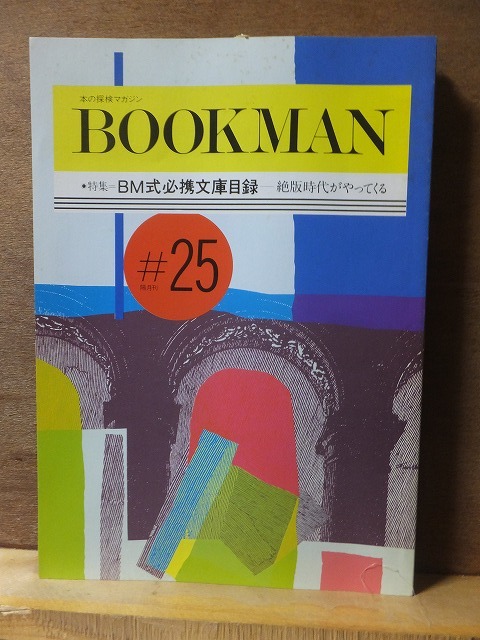 本の探検マガジン
BOOKMAN
*特集=BM式必携文庫目録——絶版時代がやってくる
#25
隔月刊